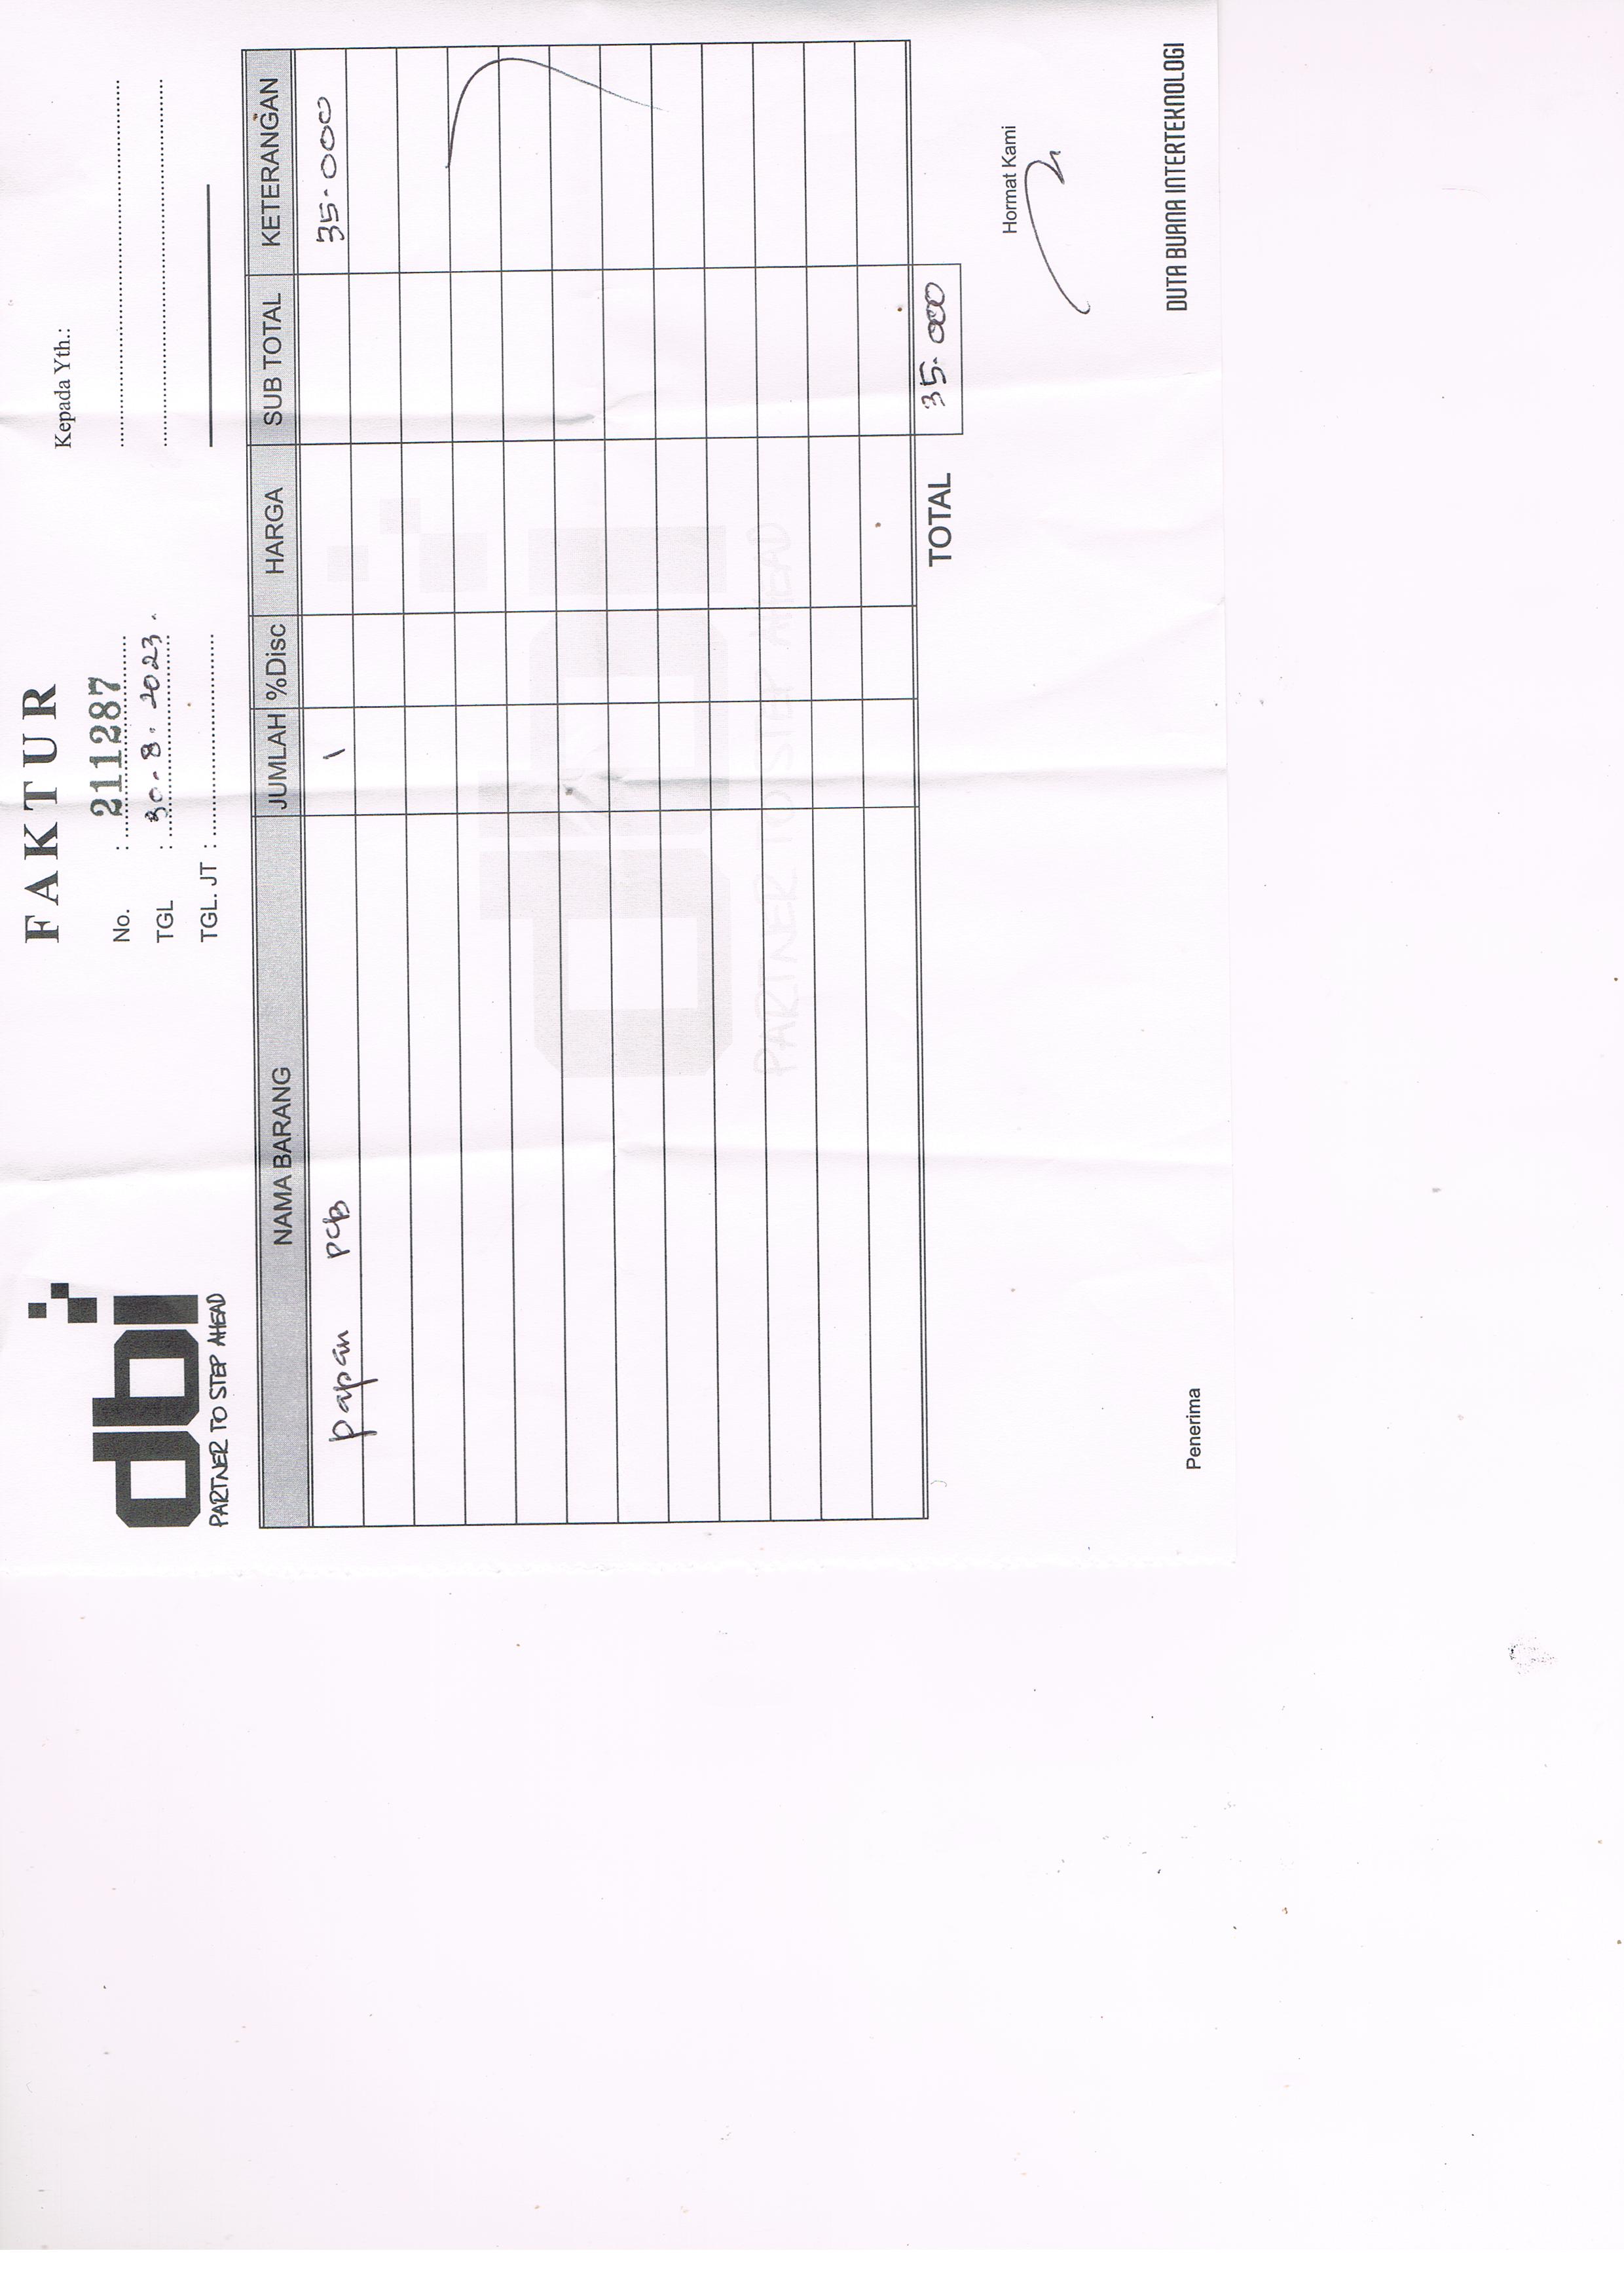 dbi
PARTNER TO STEP AHEAD
FAKTUR
No. : 211287
TGL : 30.8.2023.
TGL. JT :
Kepada Yth.:
NAMA BARANG JUMLAH %Disc HARGA SUB TOTAL KETERANGAN
papan pcb 1 35.000
dbi
PARTNER TO STEP AHEAD
TOTAL 35.000
Hormat Kami
Penerima
DUTA BUANA INTERTEKNOLOGI